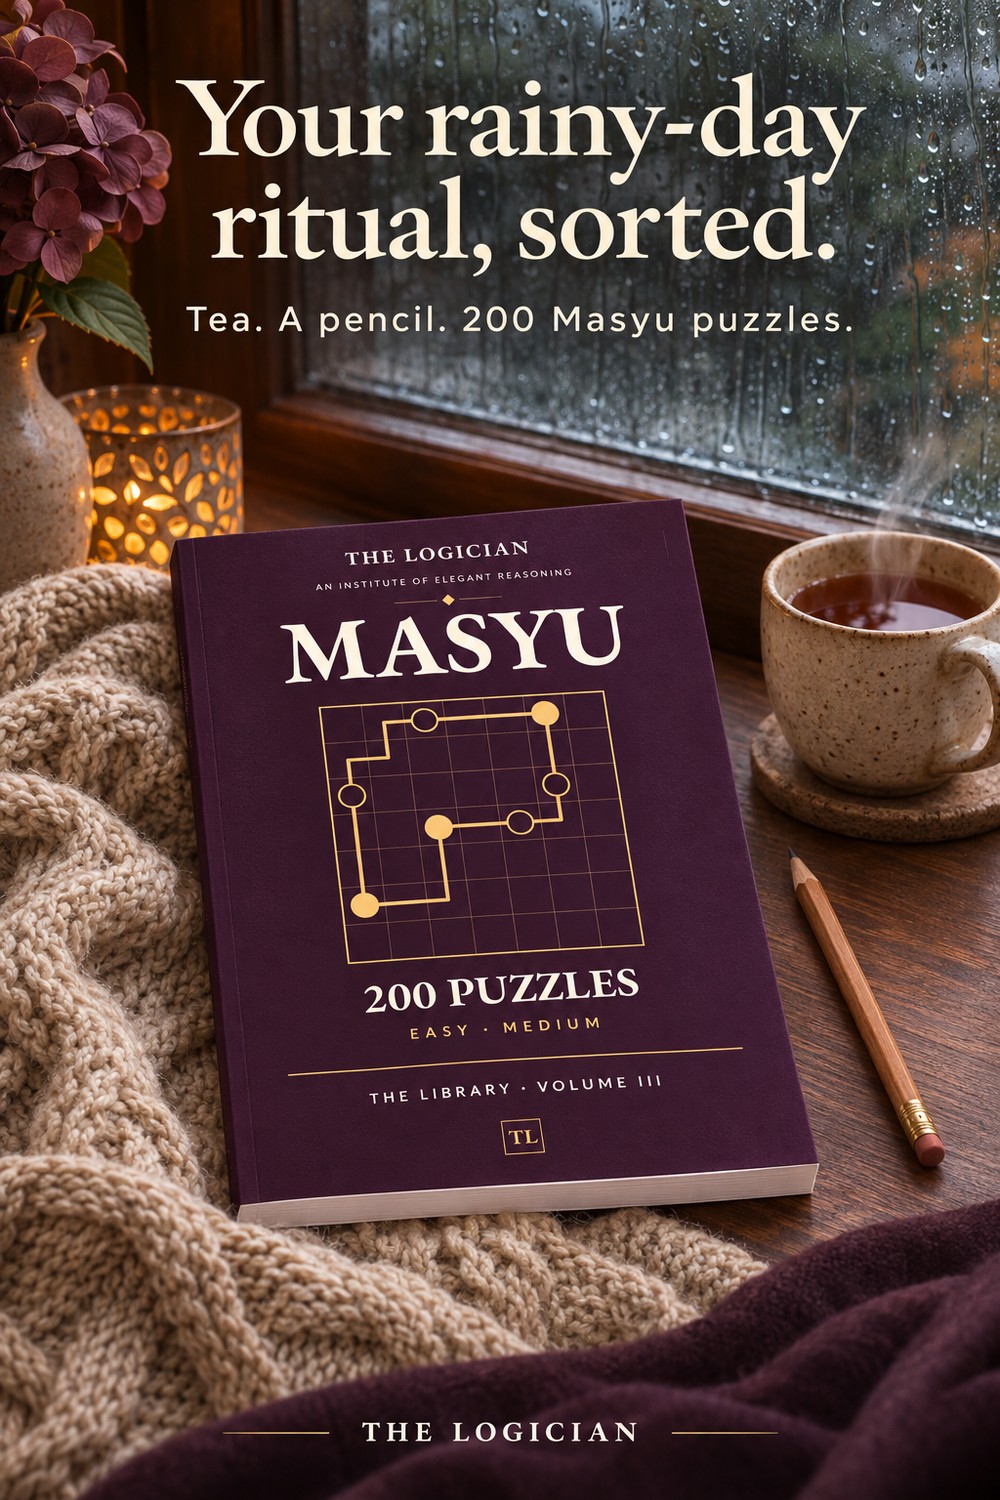 Your rainy-day
ritual, sorted.
Tea. A pencil. 200 Masyu puzzles.
THE LOGICIAN
AN INSTITUTE OF ELEGANT REASONING
MASYU
200 PUZZLES
EASY · MEDIUM
THE LIBRARY · VOLUME III
TL
THE LOGICIAN